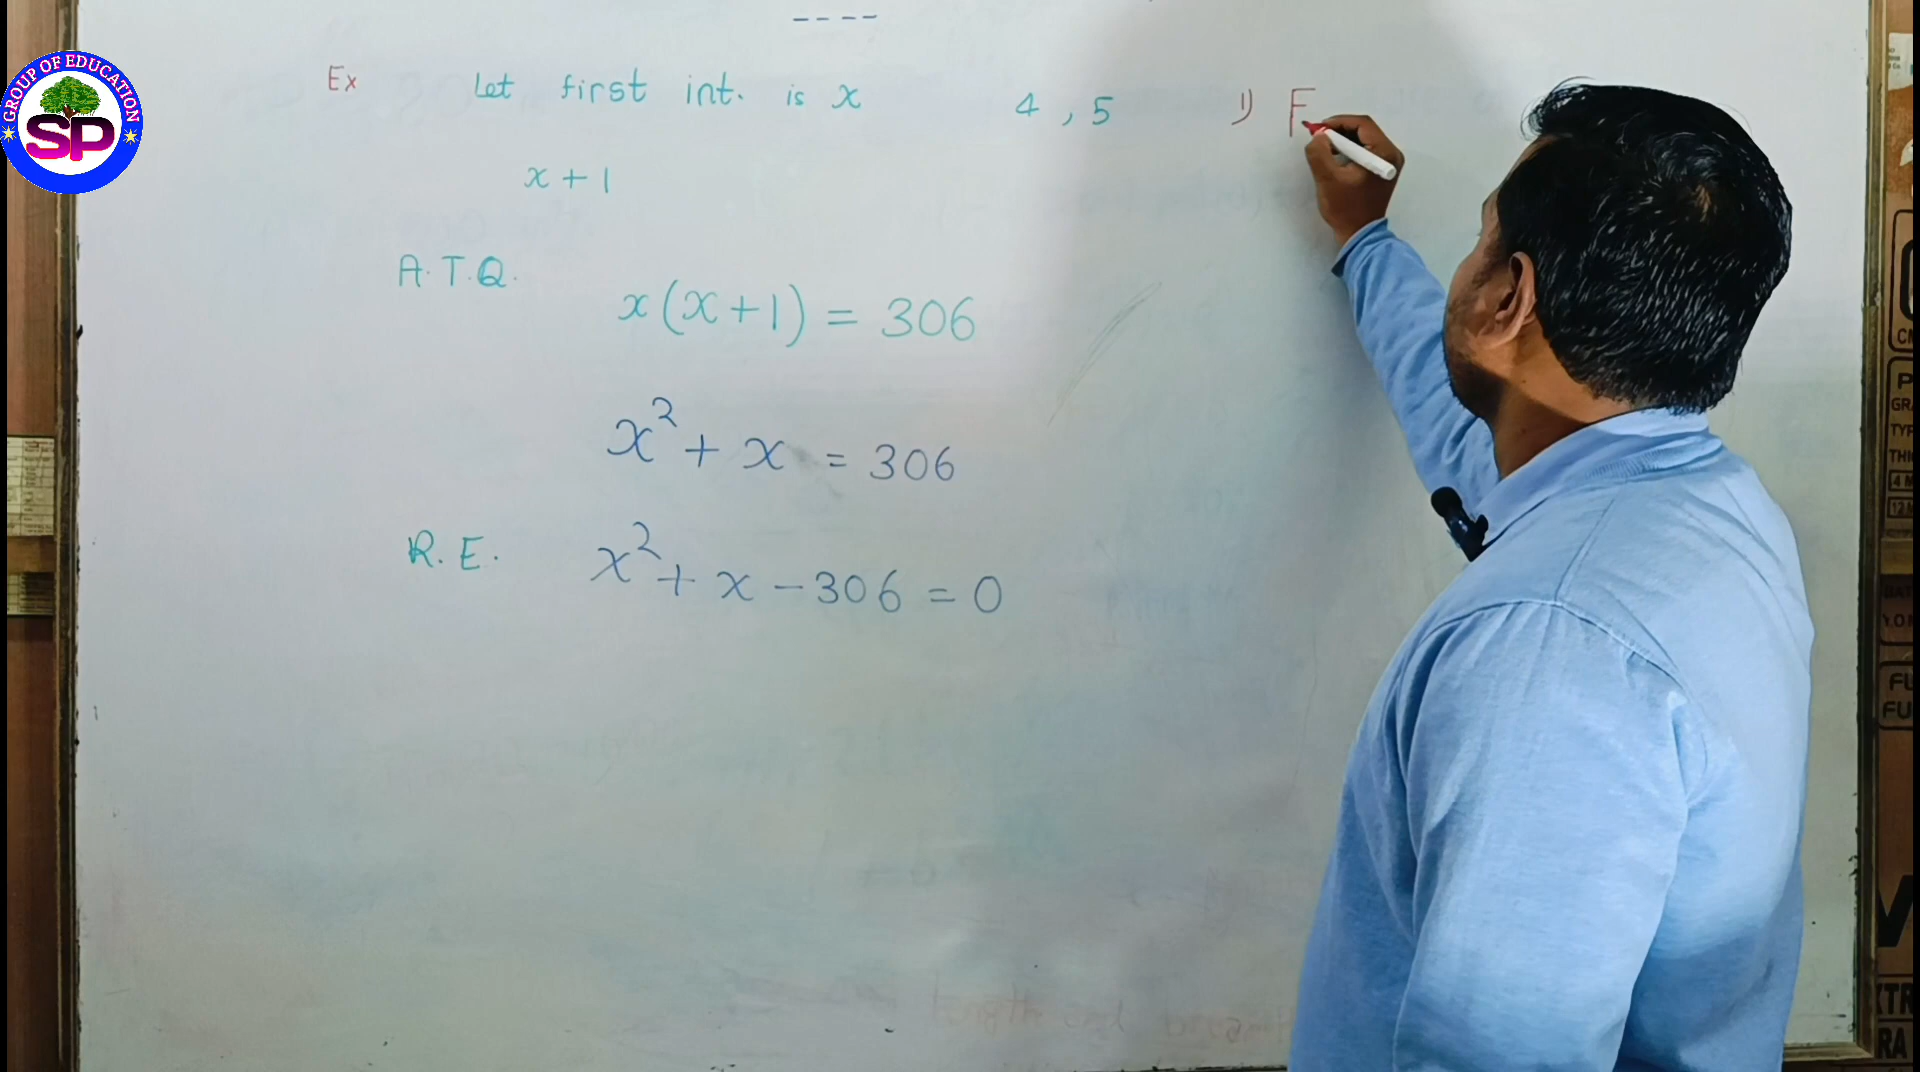 GROUP OF EDUCATION
SP
Ex Let first int. is x 4 , 5 1) F
x + 1
A.T.Q. x(x+1) = 306
x² + x = 306
R.E. x² + x - 306 = 0